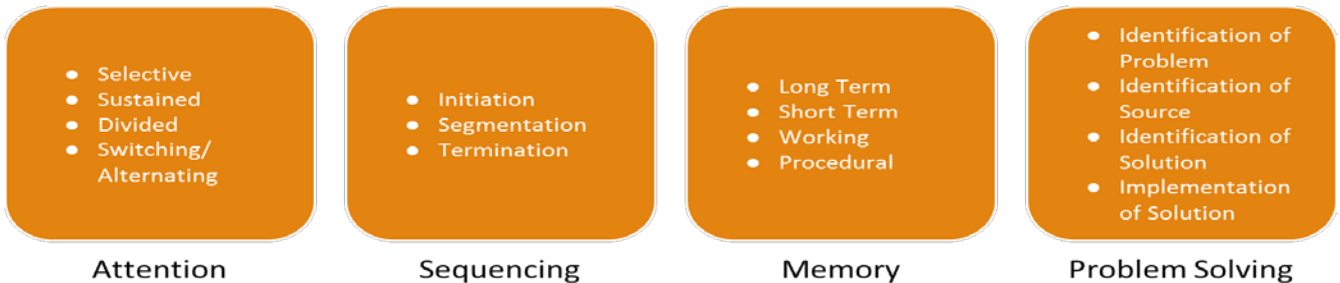 ● Selective
● Sustained
● Divided
● Switching/
Alternating
Attention
● Initiation
● Segmentation
● Termination
Sequencing
● Long Term
● Short Term
● Working
● Procedural
Memory
● Identification of
Problem
● Identification of
Source
● Identification of
Solution
● Implementation
of Solution
Problem Solving